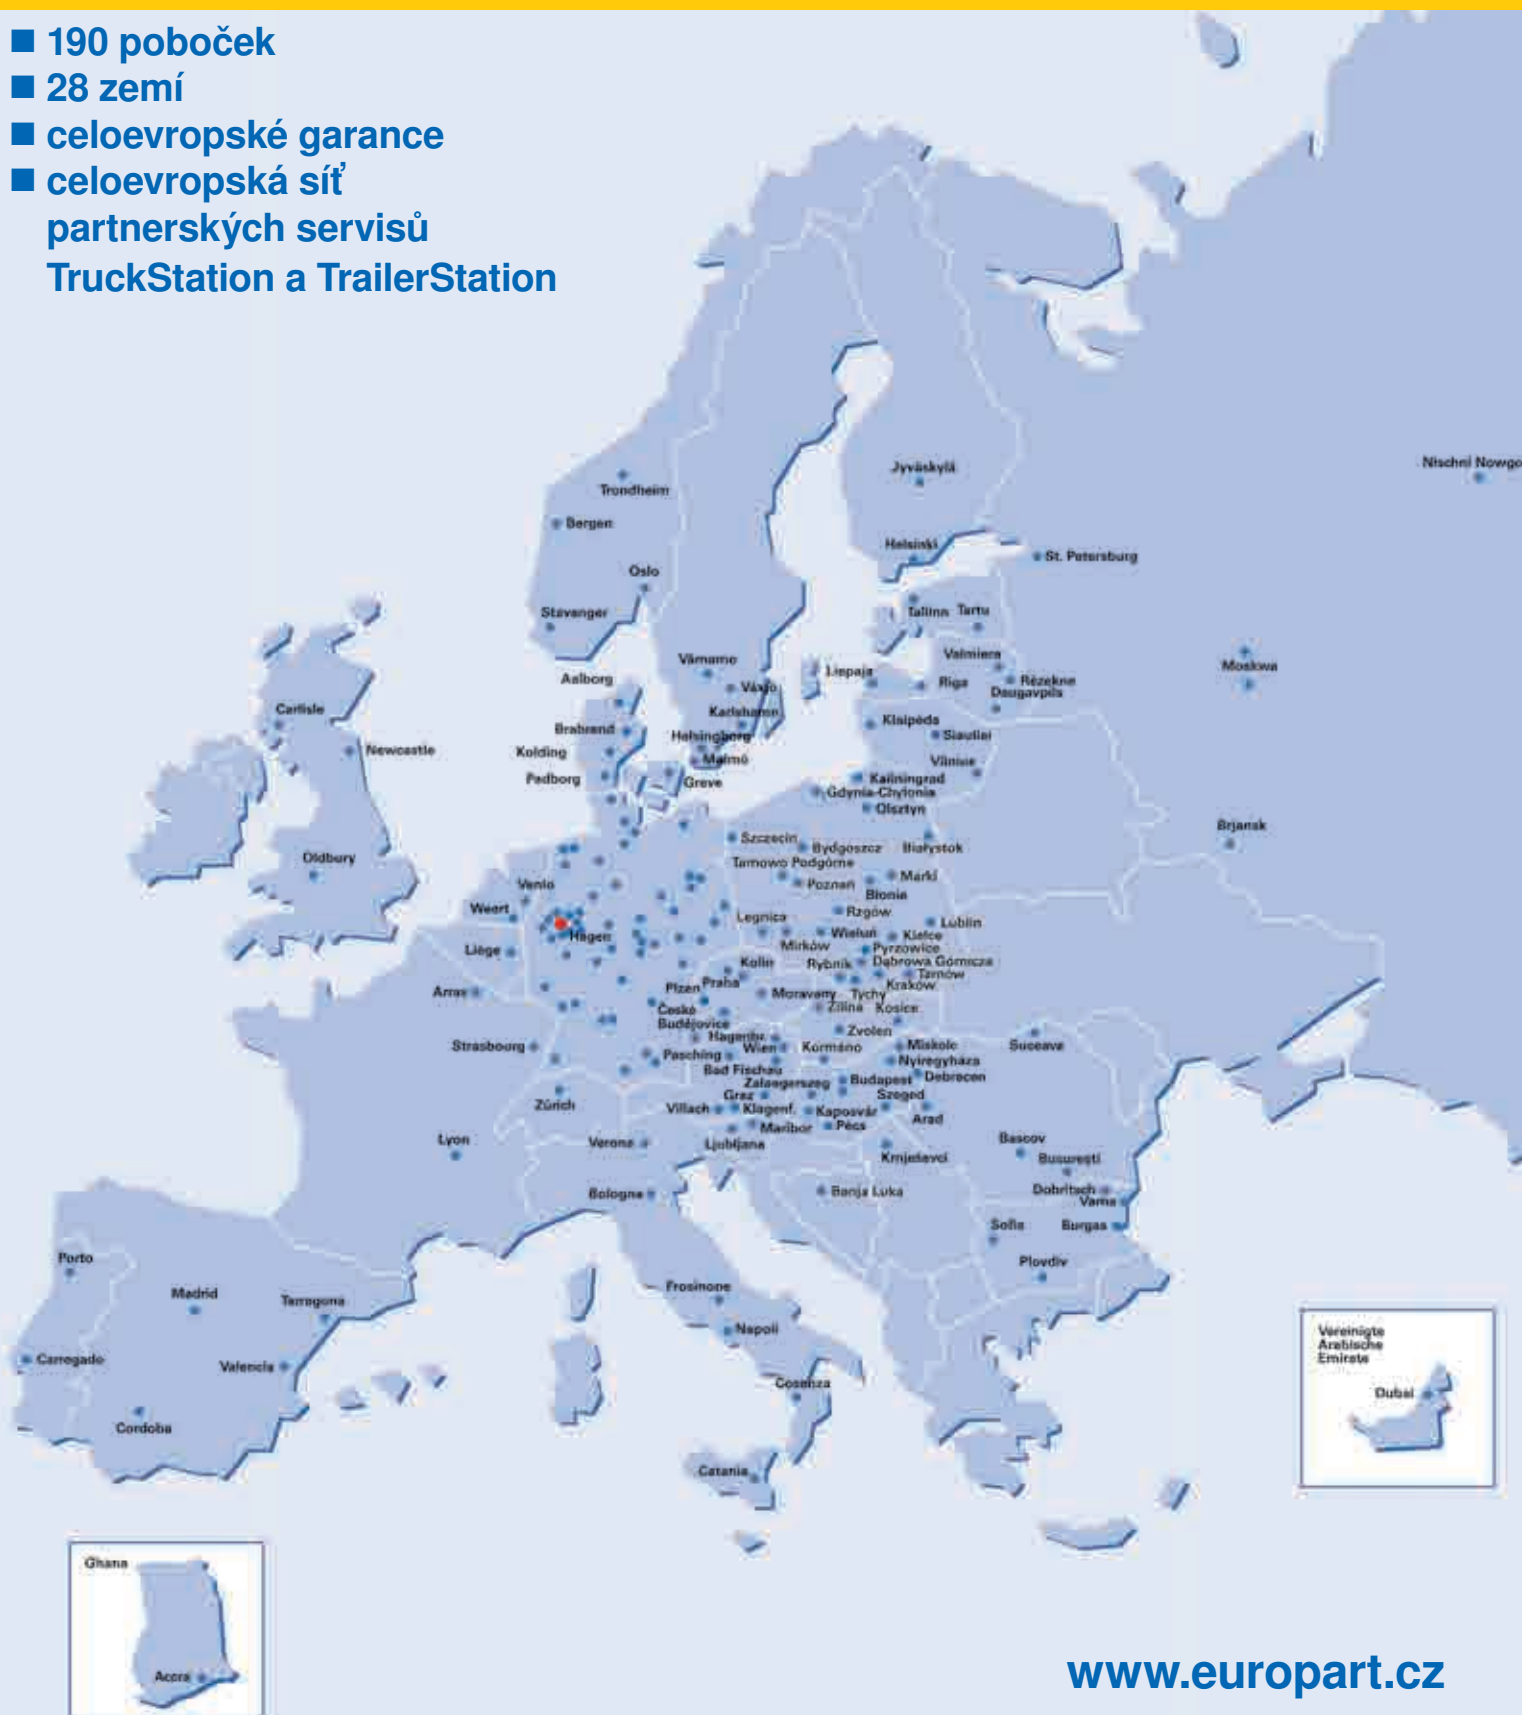 ■ 190 poboček
■ 28 zemí
■ celoevropské garance
■ celoevropská síť
partnerských servisů
TruckStation a TrailerStation
Jyväskylä
Nischni Nowgo
Trondheim
Bergen
Helsinki
St. Petersburg
Oslo
Stavanger
Tallinn Tartu
Valmiera
Värnamo
Moskwa
Liepaja
Aalborg
Växjö
Riga
Rēzekne
Daugavpils
Carlisle
Karlshamn
Klaipėda
Brabrand
Helsingborg
Siauliai
Newcastle
Kolding
Malmö
Vilnius
Padborg
Greve
Kaliningrad
Gdynia-Chylonia
Olsztyn
Brjansk
Szczecin
Bydgoszcz
Białystok
Oldbury
Tarnowo Podgórne
Venlo
Poznań
Marki
Błonie
Weert
Legnica
Rzgów
Lublin
Hagen
Wieluń
Kielce
Liège
Mirków
Pyrzowice
Kolín
Rybnik
Dąbrowa Górnicza
Tarnów
Plzen
Praha
Kraków
Arras
Moravany
Tychy
České
Budějovice
Žilina
Kosice
Hagenbr.
Zvolen
Strasbourg
Pasching
Wien
Kormáno
Miskolc
Suceava
Bad Fischau
Nyíregyháza
Zalaegerszeg
Budapest
Debrecen
Graz
Szeged
Zürich
Villach
Klagenf.
Kaposvár
Arad
Maribor
Pécs
Lyon
Verona
Ljubljana
Krnješevci
Bascov
Bucureşti
Bologna
Banja Luka
Dobritsch
Varna
Sofia
Burgas
Porto
Plovdiv
Madrid
Tarragona
Frosinone
Napoli
Vereinigte
Arabische
Emirate
Carregado
Valencia
Cosenza
Dubai
Cordoba
Catania
Ghana
Accra
www.europart.cz